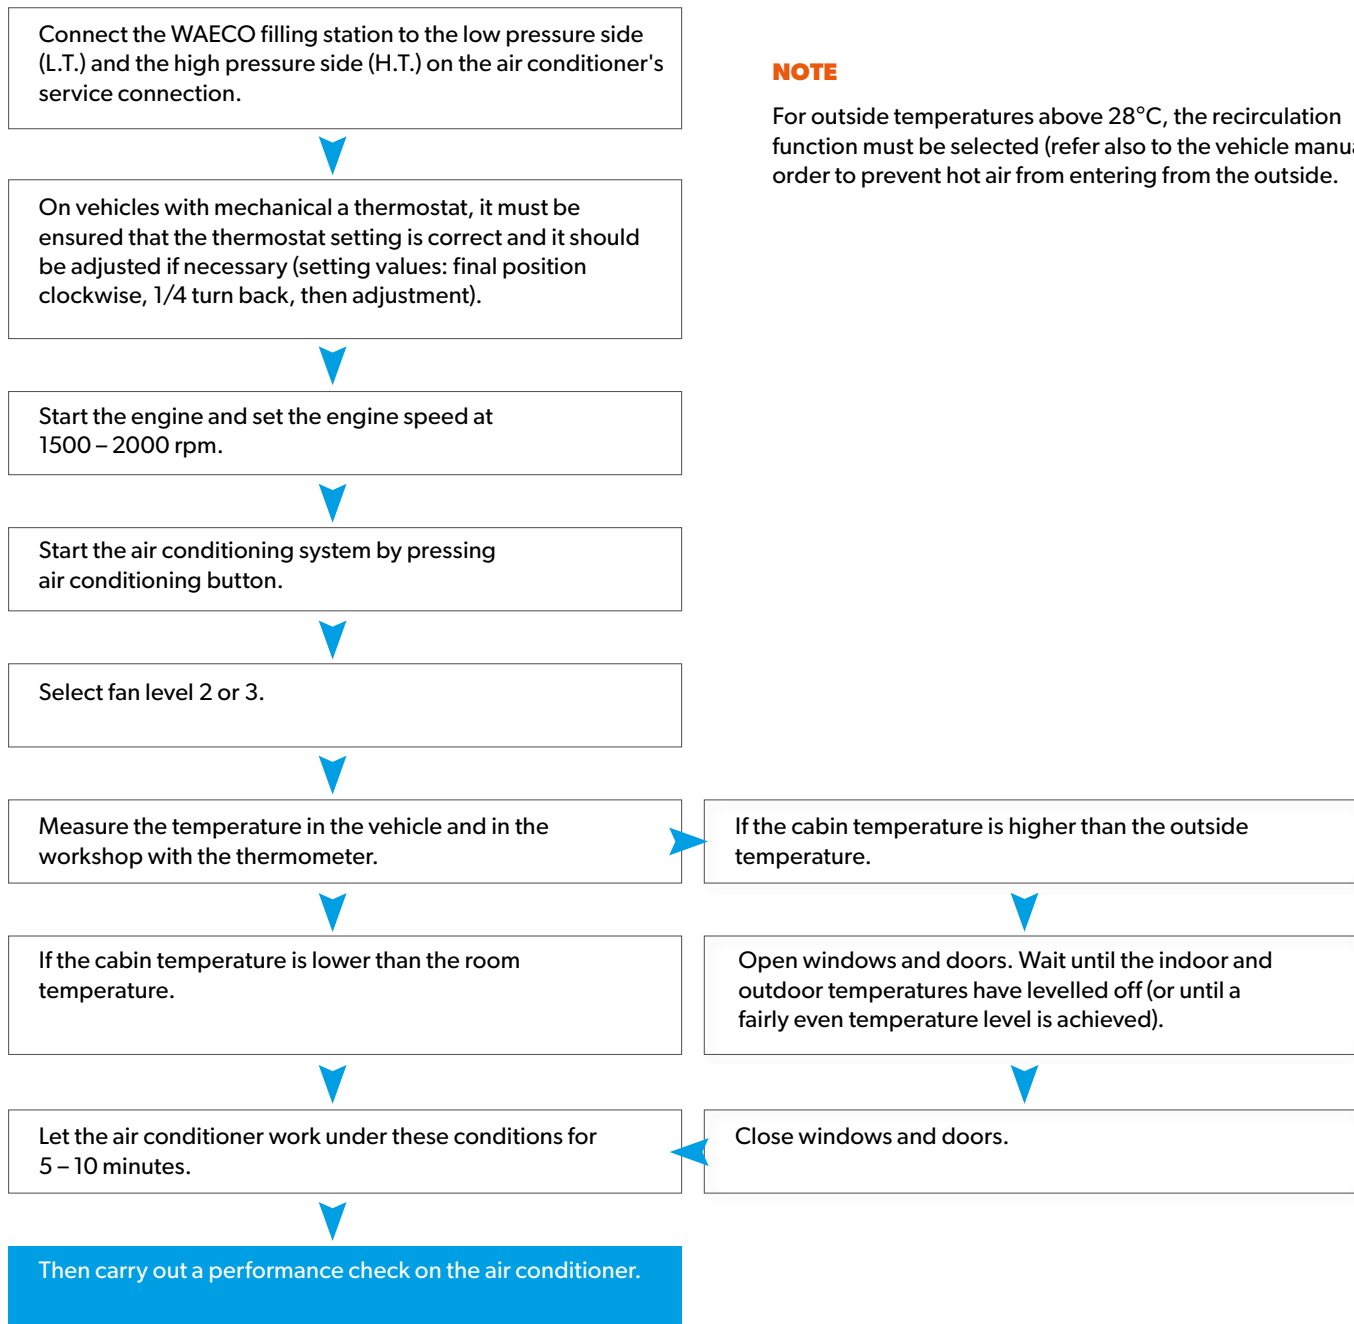 Connect the WAECO filling station to the low pressure side
(L.T.) and the high pressure side (H.T.) on the air conditioner's
service connection.
NOTE
For outside temperatures above 28°C, the recirculation
function must be selected (refer also to the vehicle
order to prevent hot air from entering from the outside.
On vehicles with mechanical a thermostat, it must be
ensured that the thermostat setting is correct and it should
be adjusted if necessary (setting values: final position
clockwise, 1/4 turn back, then adjustment).
Start the engine and set the engine speed at
1500 – 2000 rpm.
Start the air conditioning system by pressing
air conditioning button.
Select fan level 2 or 3.
Measure the temperature in the vehicle and in the
workshop with the thermometer.
If the cabin temperature is higher than the outside
temperature.
If the cabin temperature is lower than the room
temperature.
Open windows and doors. Wait until the indoor and
outdoor temperatures have levelled off (or until a
fairly even temperature level is achieved).
Let the air conditioner work under these conditions for
5 – 10 minutes.
Close windows and doors.
Then carry out a performance check on the air conditioner.